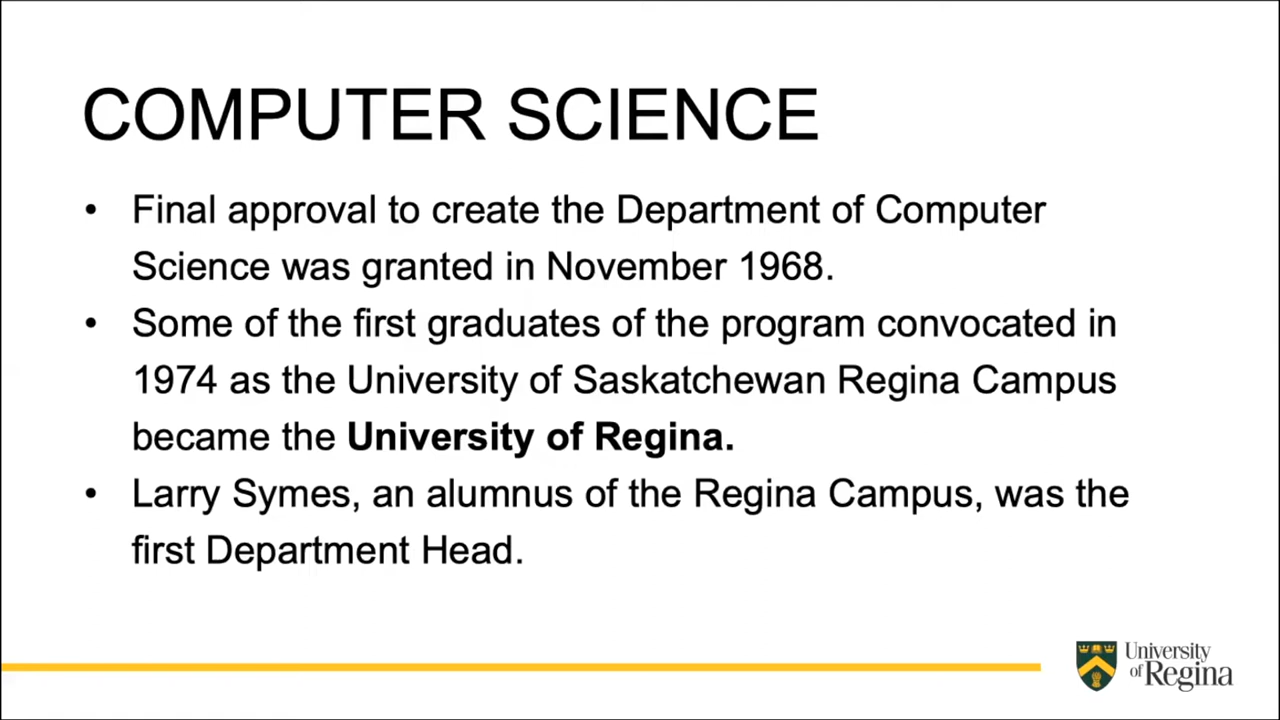 COMPUTER SCIENCE
• Final approval to create the Department of Computer
Science was granted in November 1968.
• Some of the first graduates of the program convocated in
1974 as the University of Saskatchewan Regina Campus
became the University of Regina.
• Larry Symes, an alumnus of the Regina Campus, was the
first Department Head.
University
of Regina